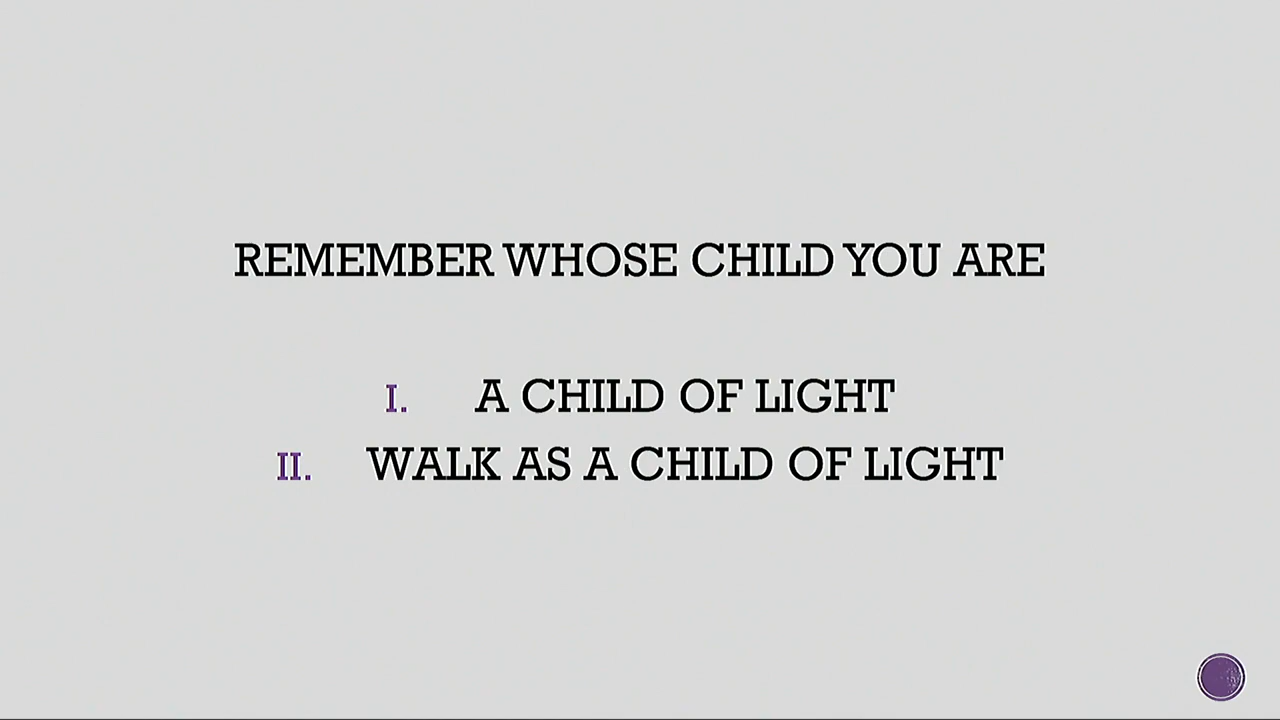 REMEMBER WHOSE CHILD YOU ARE
I. A CHILD OF LIGHT
II. WALK AS A CHILD OF LIGHT